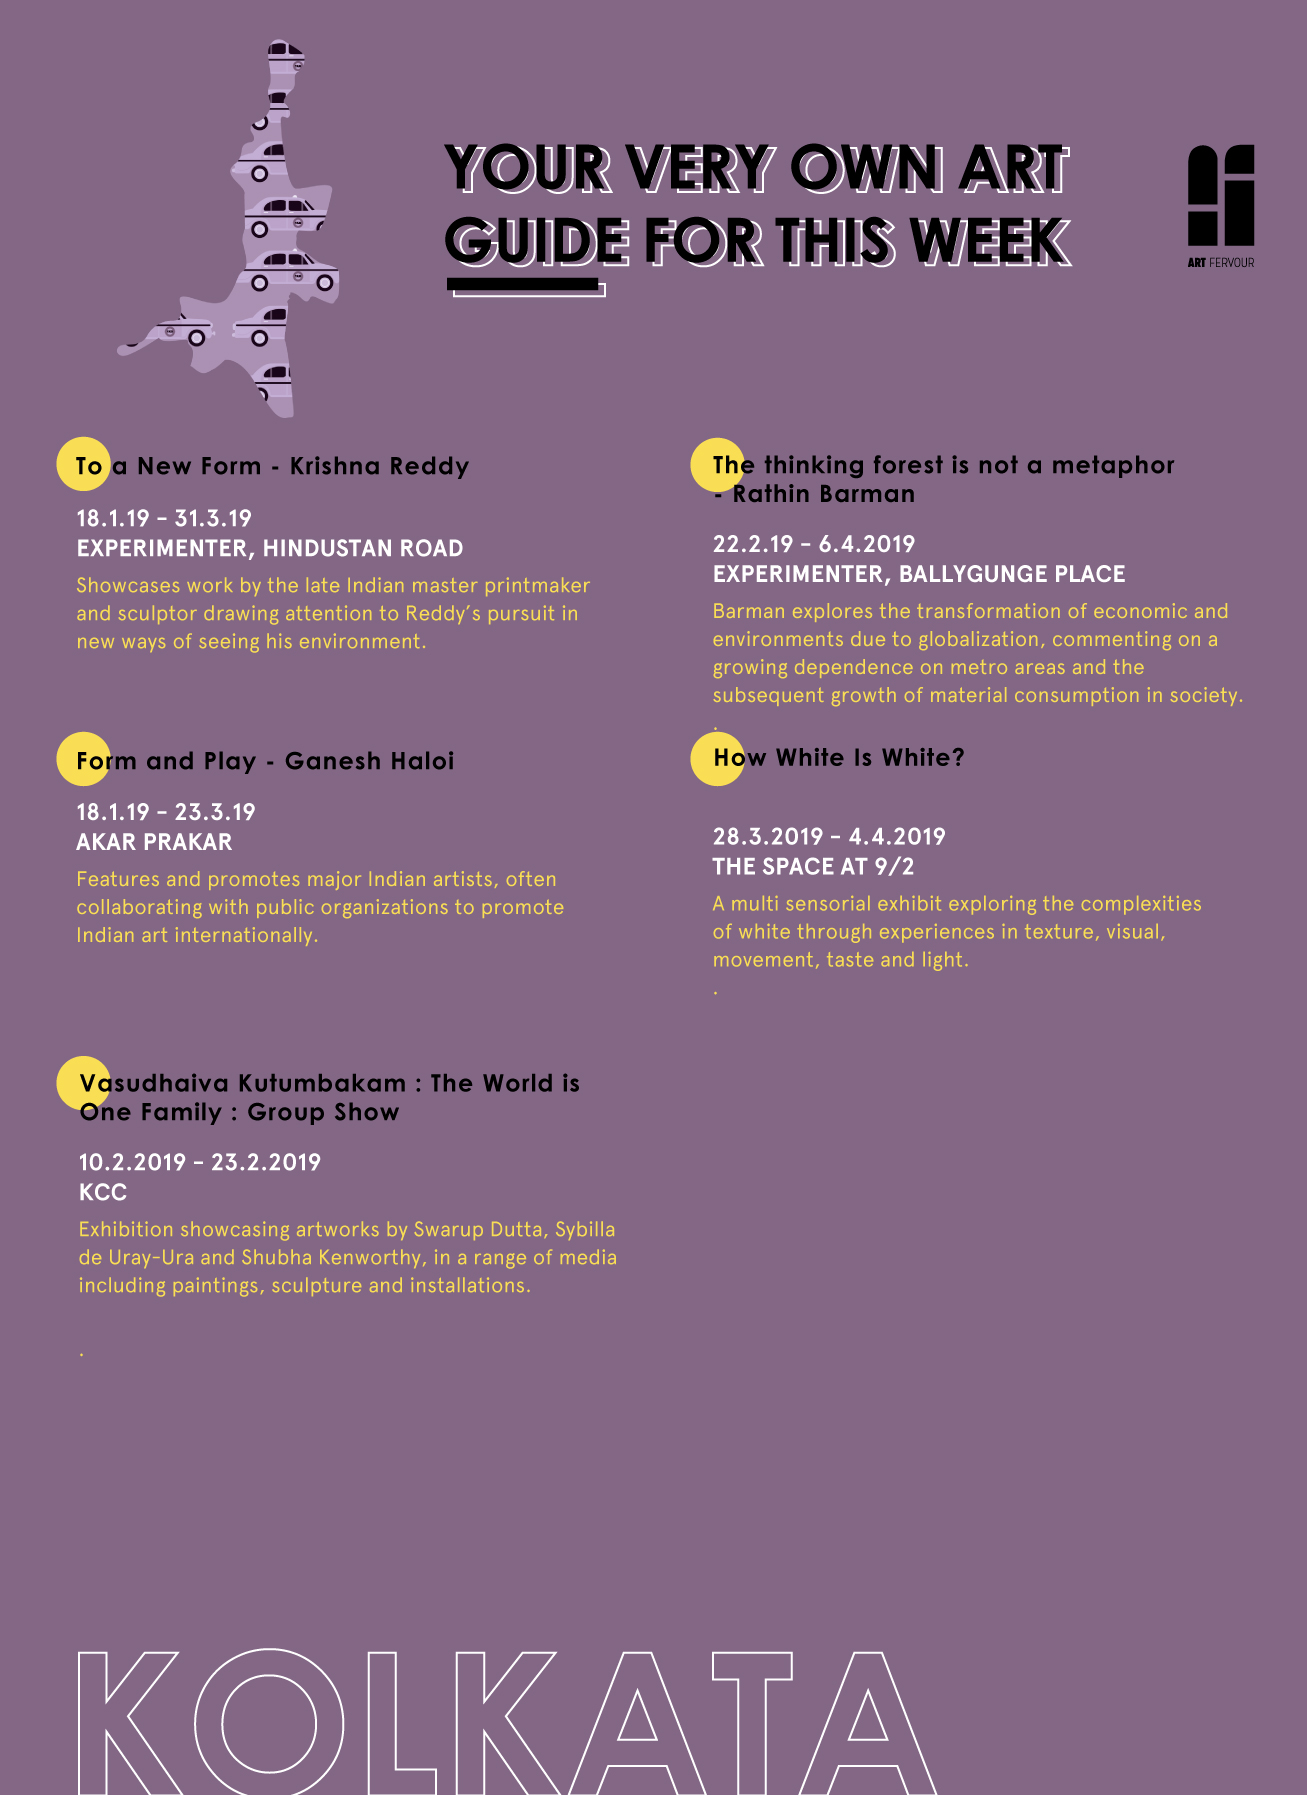 YOUR VERY OWN ART
GUIDE FOR THIS WEEK
ART FERVOUR
To a New Form - Krishna Reddy
18.1.19 - 31.3.19
EXPERIMENTER, HINDUSTAN ROAD
Showcases work by the late Indian master printmaker
and sculptor drawing attention to Reddy's pursuit in
new ways of seeing his environment.
The thinking forest is not a metaphor
- Rathin Barman
22.2.19 - 6.4.2019
EXPERIMENTER, BALLYGUNGE PLACE
Barman explores the transformation of economic and
environments due to globalization, commenting on a
growing dependence on metro areas and the
subsequent growth of material consumption in society.
.
Form and Play - Ganesh Haloi
18.1.19 - 23.3.19
AKAR PRAKAR
Features and promotes major Indian artists, often
collaborating with public organizations to promote
Indian art internationally.
How White Is White?
28.3.2019 - 4.4.2019
THE SPACE AT 9/2
A multi sensorial exhibit exploring the complexities
of white through experiences in texture, visual,
movement, taste and light.
.
Vasudhaiva Kutumbakam : The World is
One Family : Group Show
10.2.2019 - 23.2.2019
KCC
Exhibition showcasing artworks by Swarup Dutta, Sybilla
de Uray-Ura and Shubha Kenworthy, in a range of media
including paintings, sculpture and installations.
.
KOLKATA